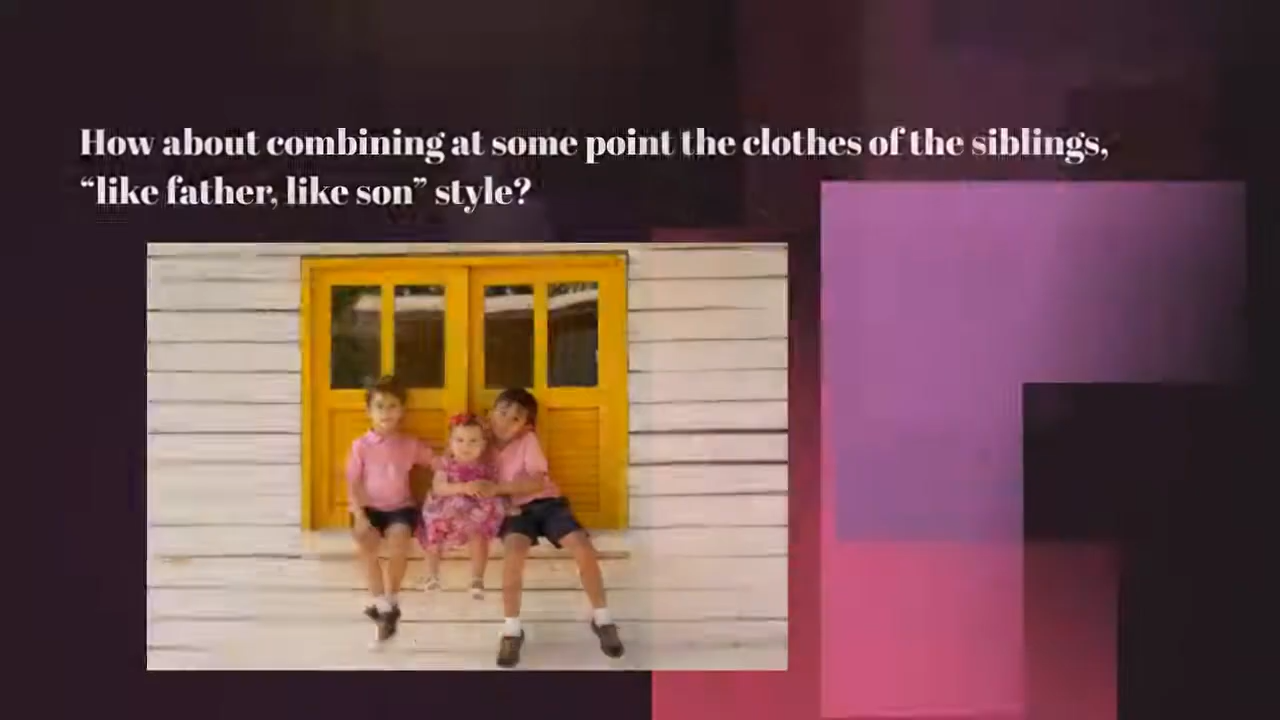 How about combining at some point the clothes of the siblings,
“like father, like son” style?